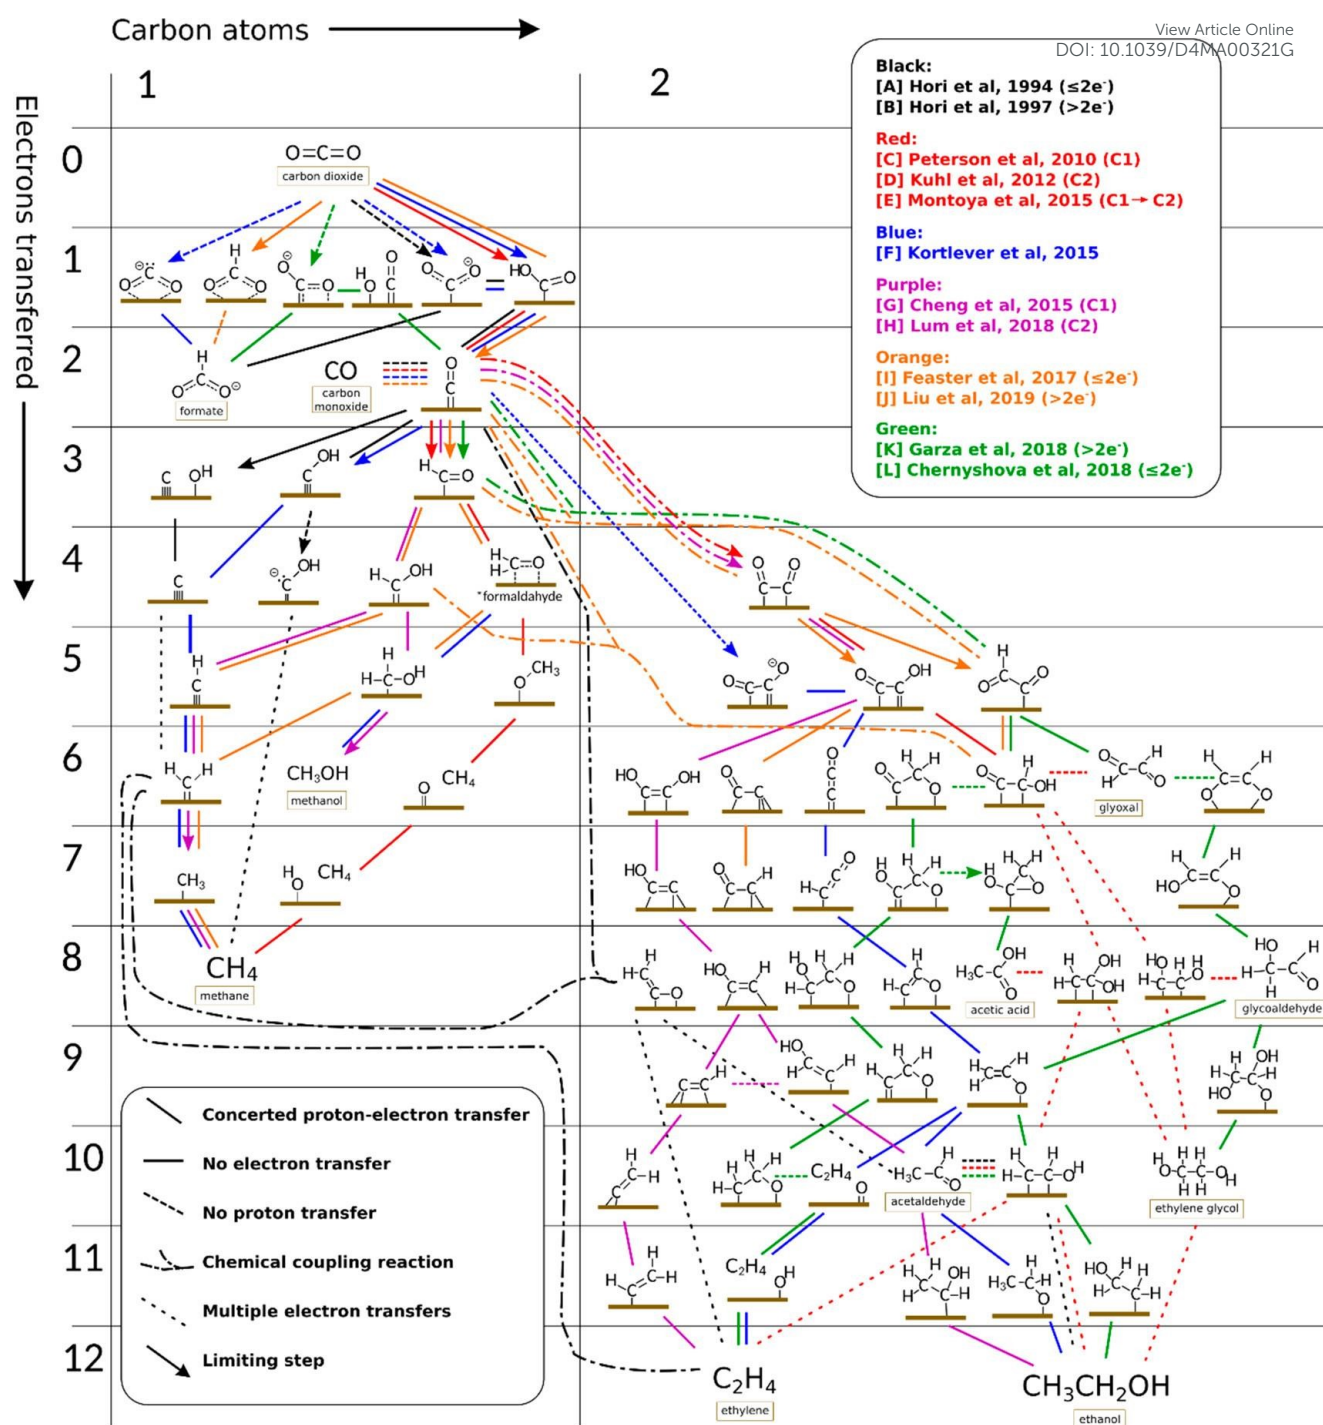 Carbon atoms
View Article Online
DOI: 10.1039/D4MA00321G
Electrons transferred
1
2
Black:
[A] Hori et al, 1994 (≤2e⁻)
[B] Hori et al, 1997 (>2e⁻)
Red:
[C] Peterson et al, 2010 (C1)
[D] Kuhl et al, 2012 (C2)
[E] Montoya et al, 2015 (C1→ C2)
Blue:
[F] Kortlever et al, 2015
Purple:
[G] Cheng et al, 2015 (C1)
[H] Lum et al, 2018 (C2)
Orange:
[I] Feaster et al, 2017 (≤2e⁻)
[J] Liu et al, 2019 (>2e⁻)
Green:
[K] Garza et al, 2018 (>2e⁻)
[L] Chernyshova et al, 2018 (≤2e⁻)
0
O=C=O
carbon dioxide
1
2
formate
CO
carbon
monoxide
3
4
*formaldahyde
5
6
CH₃OH
methanol
CH₄
glyoxal
7
CH₃
CH₄
8
CH₄
methane
acetic acid
glycoaldehyde
9
10
C₂H₄
acetaldehyde
ethylene glycol
11
C₂H₄
12
C₂H₄
ethylene
CH₃CH₂OH
ethanol
Concerted proton-electron transfer
No electron transfer
No proton transfer
Chemical coupling reaction
Multiple electron transfers
Limiting step